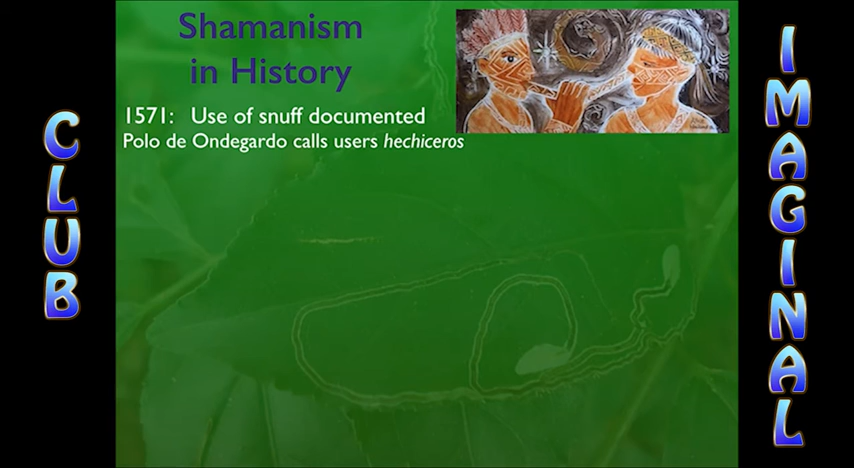 Shamanism
in History
1571: Use of snuff documented
Polo de Ondegardo calls users hechiceros
CLUB
IMAGINAL